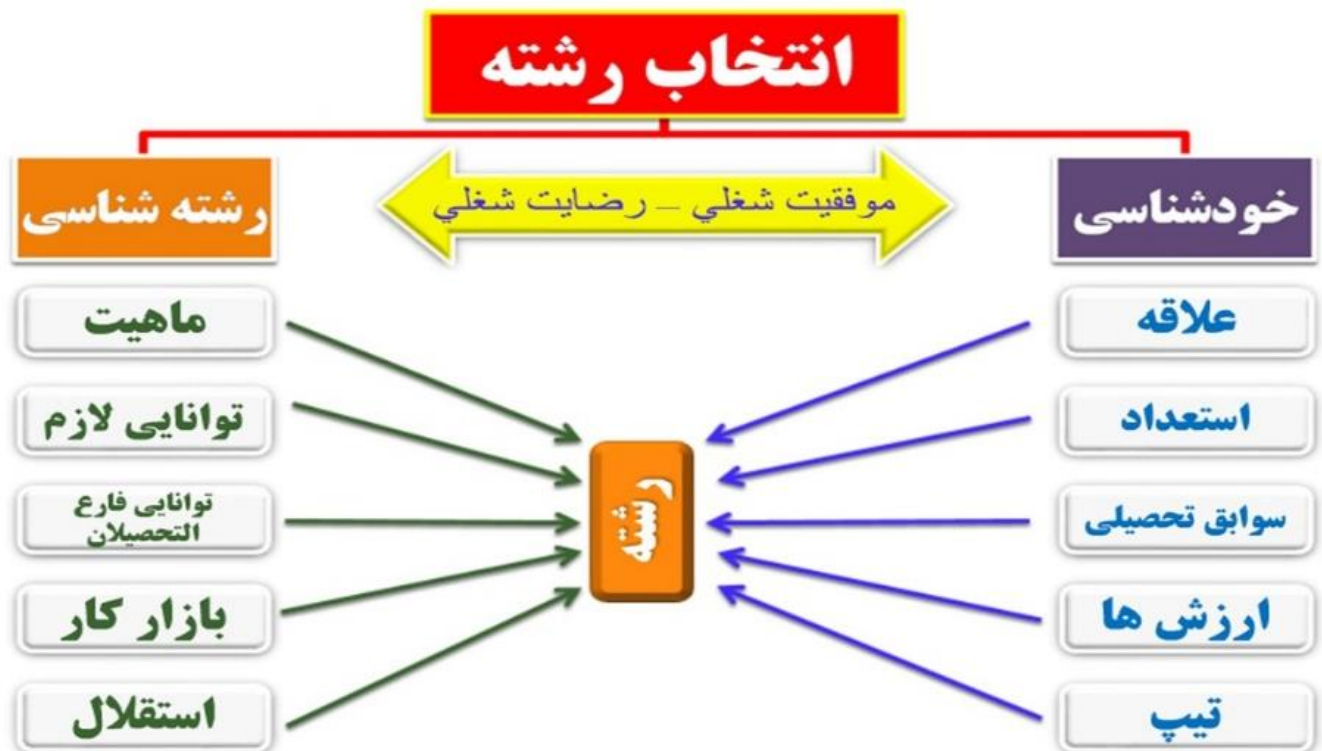 انتخاب رشته
خودشناسی
موفقيت شغلي – رضايت شغلي
رشته شناسی
علاقه
استعداد
سوابق تحصیلی
ارزش ها
تیپ
رشته
ماهیت
توانایی لازم
توانایی فارع
التحصیلان
بازار کار
استقلال